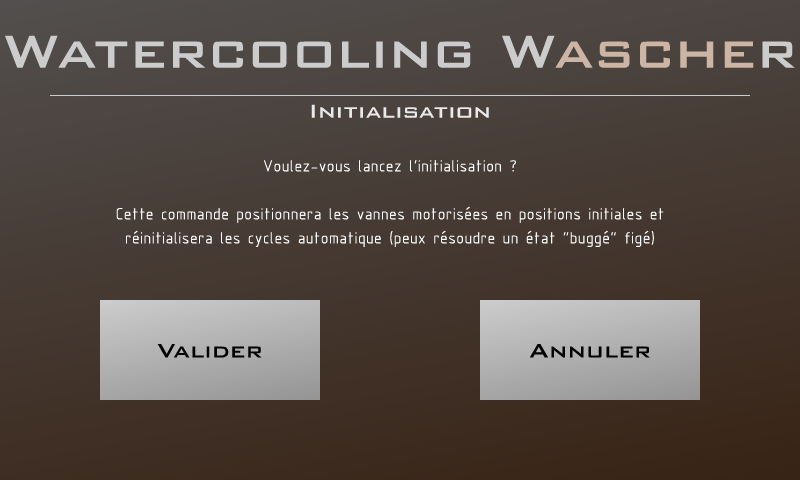 Watercooling Wascher
Initialisation
Voulez-vous lancez l'initialisation ?
Cette commande positionnera les vannes motorisées en positions initiales et
réinitialisera les cycles automatique (peux résoudre un état "buggé" figé)
Valider
Annuler